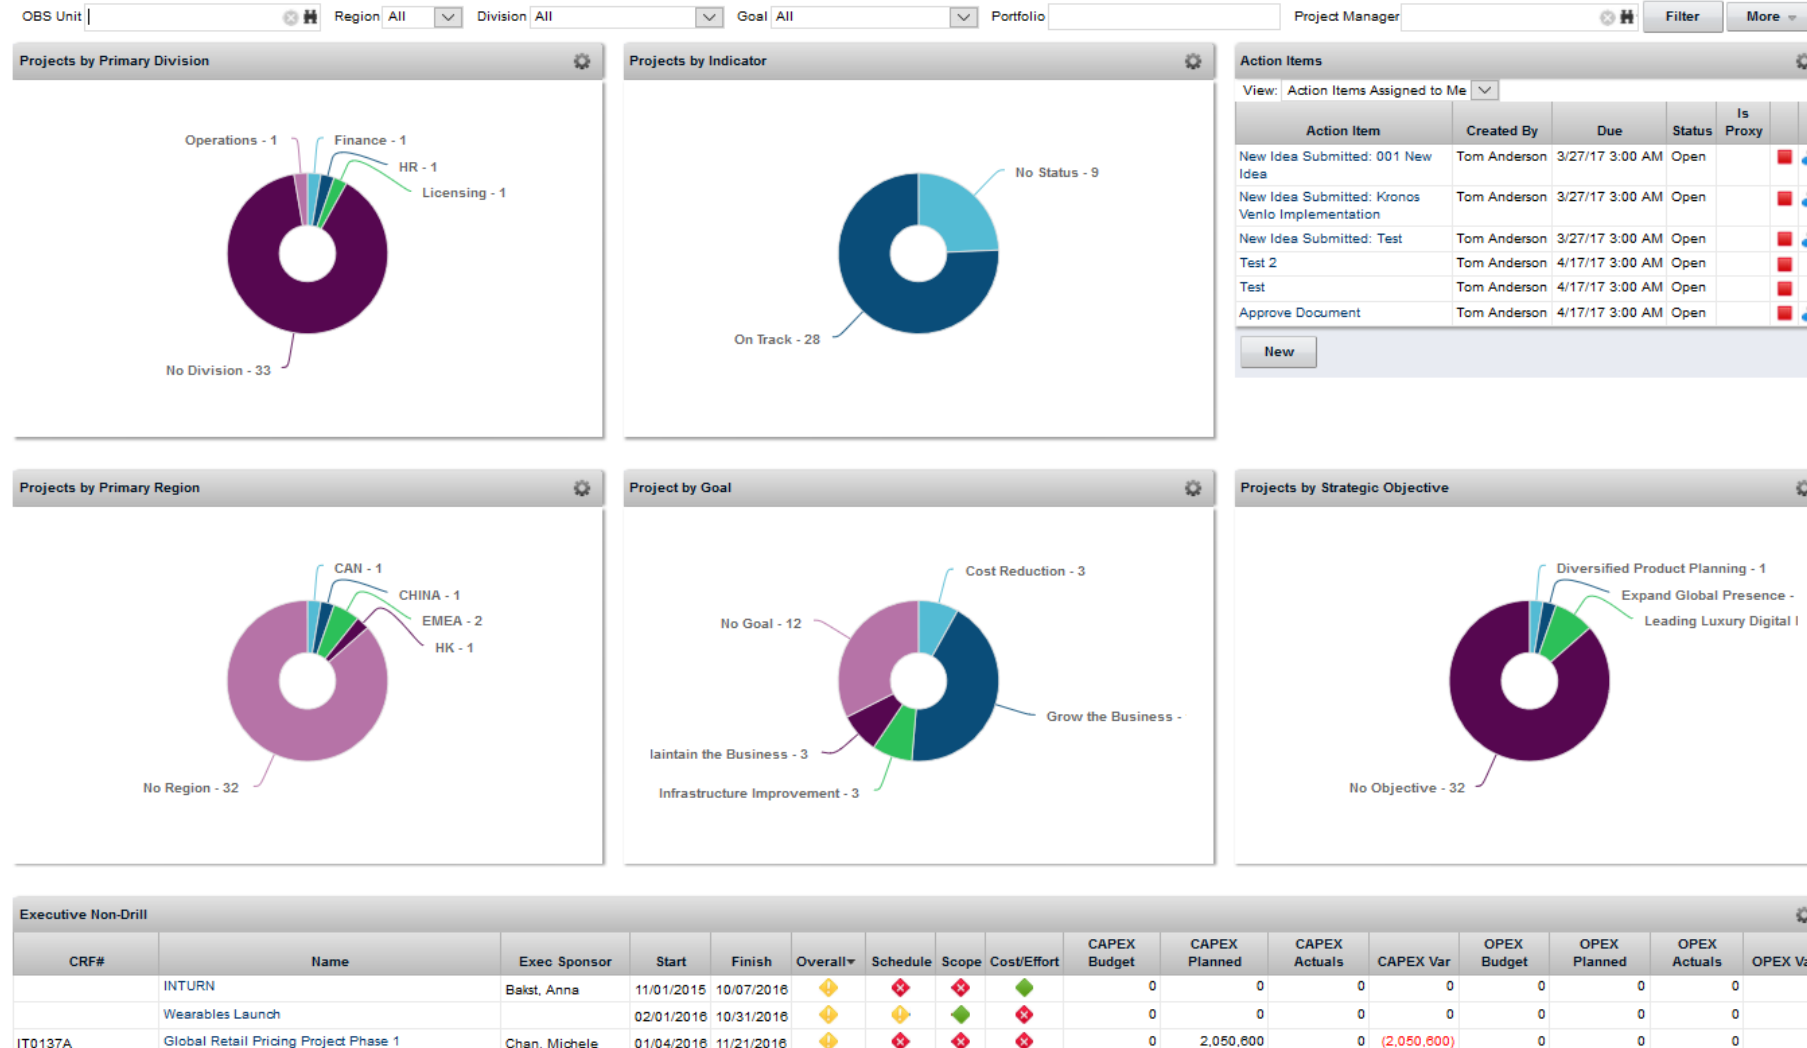 OBS Unit Region All Division All Goal All Portfolio Project Manager Filter More
Projects by Primary Division
Operations - 1
Finance - 1
HR - 1
Licensing - 1
No Division - 33
Projects by Indicator
No Status - 9
On Track - 28
Action Items
View: Action Items Assigned to Me
Action Item Created By Due Status Is Proxy
New Idea Submitted: 001 New Tom Anderson 3/27/17 3:00 AM Open
Idea
New Idea Submitted: Kronos Tom Anderson 3/27/17 3:00 AM Open
Venlo Implementation
New Idea Submitted: Test Tom Anderson 3/27/17 3:00 AM Open
Test 2 Tom Anderson 4/17/17 3:00 AM Open
Test Tom Anderson 4/17/17 3:00 AM Open
Approve Document Tom Anderson 4/17/17 3:00 AM Open
New
Projects by Primary Region
CAN - 1
CHINA - 1
EMEA - 2
HK - 1
No Region - 32
Project by Goal
Cost Reduction - 3
No Goal - 12
Grow the Business -
laintain the Business - 3
Infrastructure Improvement - 3
Projects by Strategic Objective
Diversified Product Planning - 1
Expand Global Presence -
Leading Luxury Digital
No Objective - 32
Executive Non-Drill
CRF# Name Exec Sponsor Start Finish Overall Schedule Scope Cost/Effort CAPEX Budget CAPEX Planned CAPEX Actuals CAPEX Var OPEX Budget OPEX Planned OPEX Actuals OPEX Va
INTURN Bakst, Anna 11/01/2015 10/07/2016 0 0 0 0 0 0 0
Wearables Launch 02/01/2016 10/31/2016 0 0 0 0 0 0 0
IT0137A Global Retail Pricing Project Phase 1 Chan, Michele 01/04/2016 11/21/2016 0 2,050,600 0 (2,050,600) 0 0 0